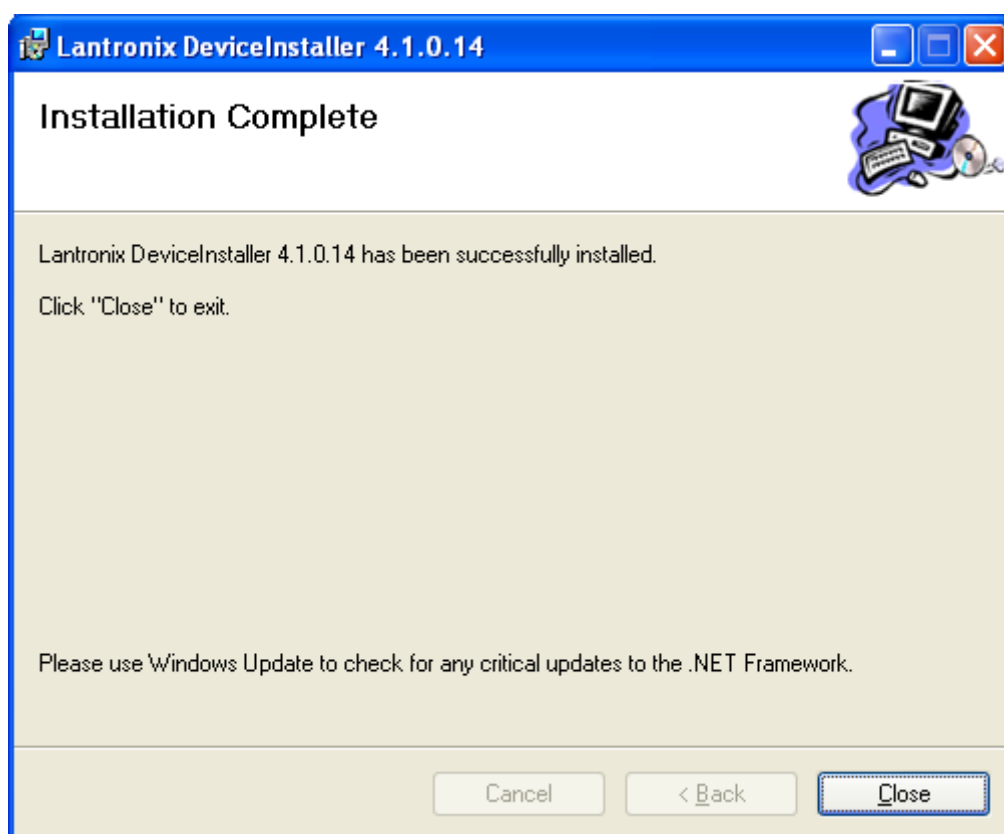 Lantronix DeviceInstaller 4.1.0.14
Installation Complete
Lantronix DeviceInstaller 4.1.0.14 has been successfully installed.
Click "Close" to exit.
Please use Windows Update to check for any critical updates to the .NET Framework.
Cancel
< Back
Close